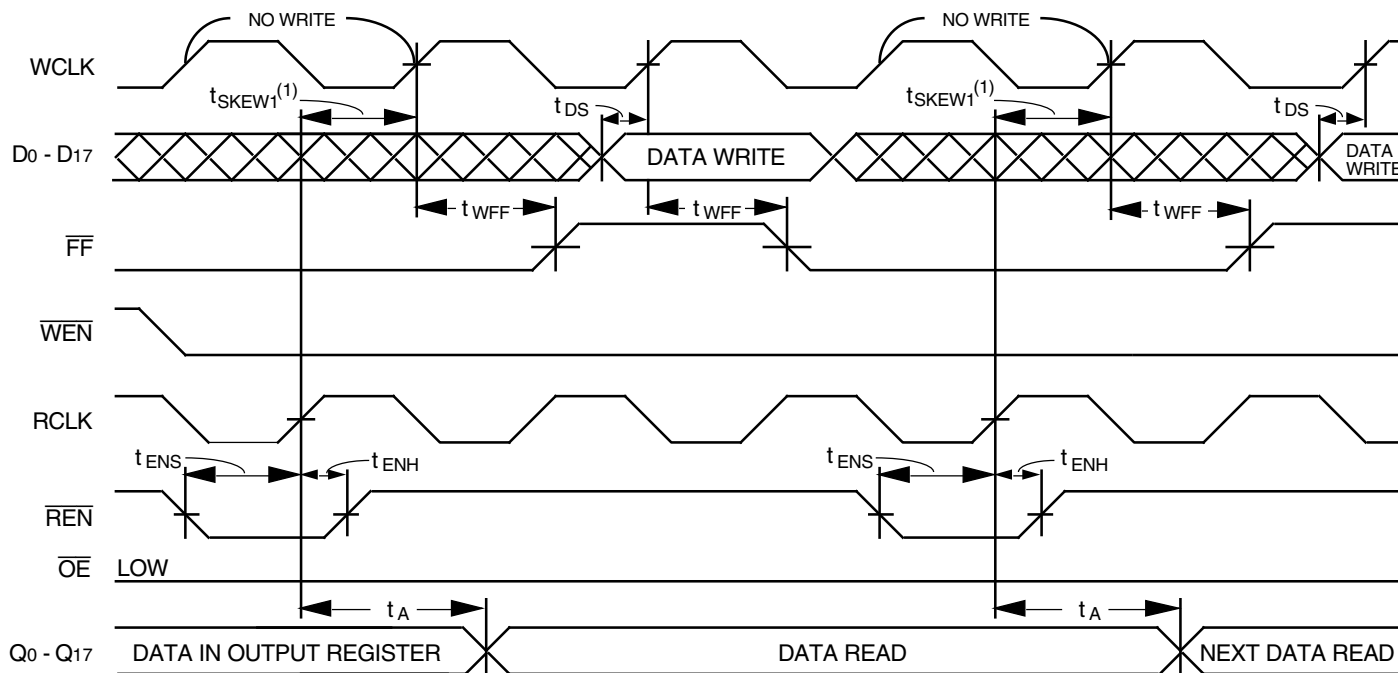 NO WRITE
NO WRITE
WCLK
tSKEW1(1)
tDS
tSKEW1(1)
tDS
D0 - D17
DATA WRITE
DATA
WRITE
tWFF
tWFF
tWFF
FF
WEN
RCLK
tENS
tENH
tENS
tENH
REN
OE
LOW
tA
tA
Q0 - Q17
DATA IN OUTPUT REGISTER
DATA READ
NEXT DATA READ